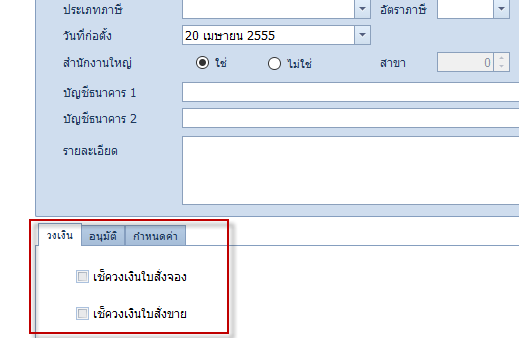 ประเภทภาษี อัตราภาษี
วันที่ก่อตั้ง 20 เมษายน 2555
สำนักงานใหญ่ ใช่ ไม่ใช่ สาขา 0
บัญชีธนาคาร 1
บัญชีธนาคาร 2
รายละเอียด
วงเงิน อนุมัติ กำหนดค่า
เช็ควงเงินใบสั่งจอง
เช็ควงเงินใบสั่งขาย